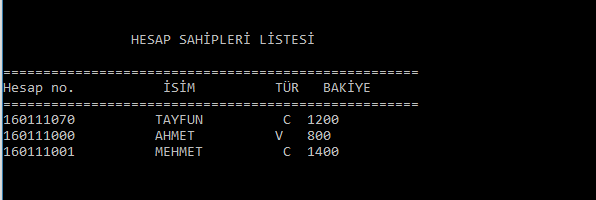 HESAP SAHİPLERİ LİSTESİ
====================================================
Hesap no. İSİM TÜR BAKİYE
====================================================
160111070 TAYFUN C 1200
160111000 AHMET V 800
160111001 MEHMET C 1400